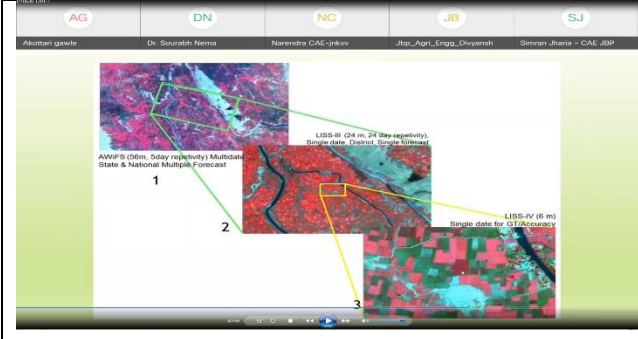 AG DN NC JB SJ
Akottari gawle Dr. Sourabh Nema Narendra CAE-jnkvv Jbp_Agri_Engg_Divyansh Simran Jharia - CAE JBP
LISS-III (24 m, 24 day repetivity),
Single date, District, Single forecast
AWiFS (56m, 5day repetivity) Multidate
State & National Multiple Forecast
1
2
LISS-IV (6 m)
Single date for GT/Accuracy
3